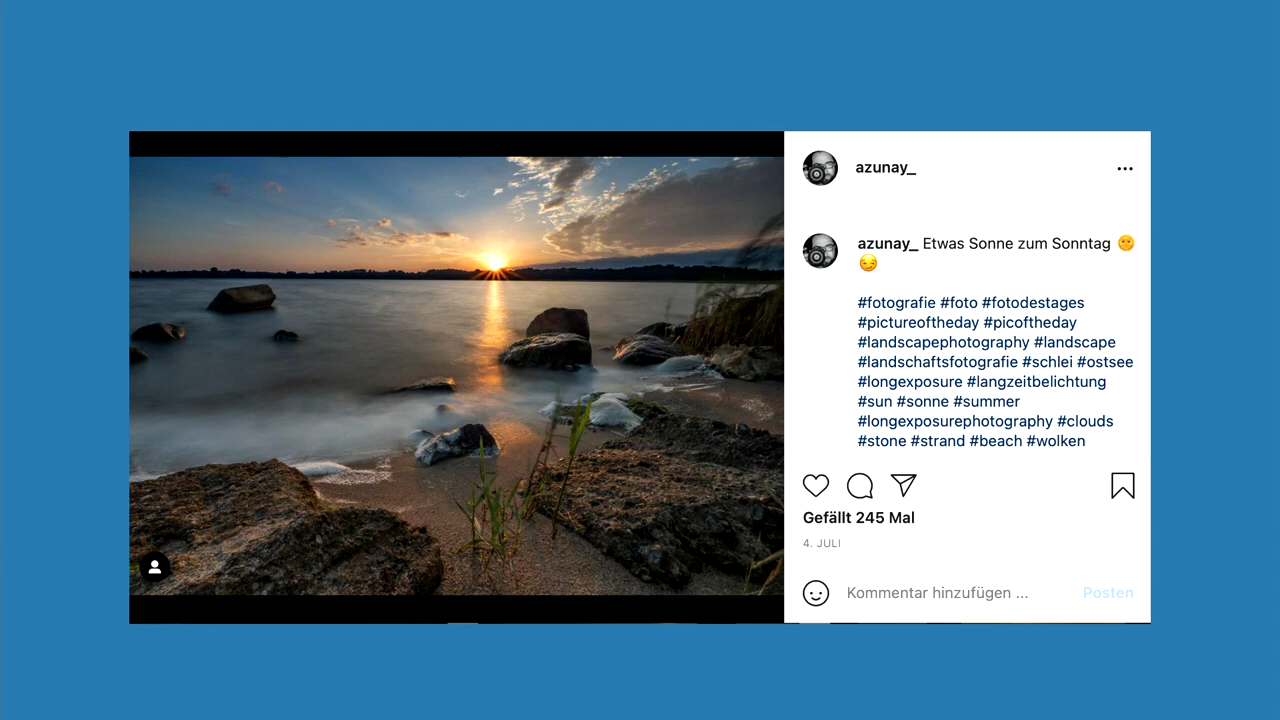 azunay_
azunay_ Etwas Sonne zum Sonntag 🌞
😏
#fotografie #foto #fotodestages
#pictureoftheday #picoftheday
#landscapephotography #landscape
#landschaftsfotografie #schlei #ostsee
#longexposure #langzeitbelichtung
#sun #sonne #summer
#longexposurephotography #clouds
#stone #strand #beach #wolken
Gefällt 245 Mal
4. JULI
Kommentar hinzufügen ... Posten